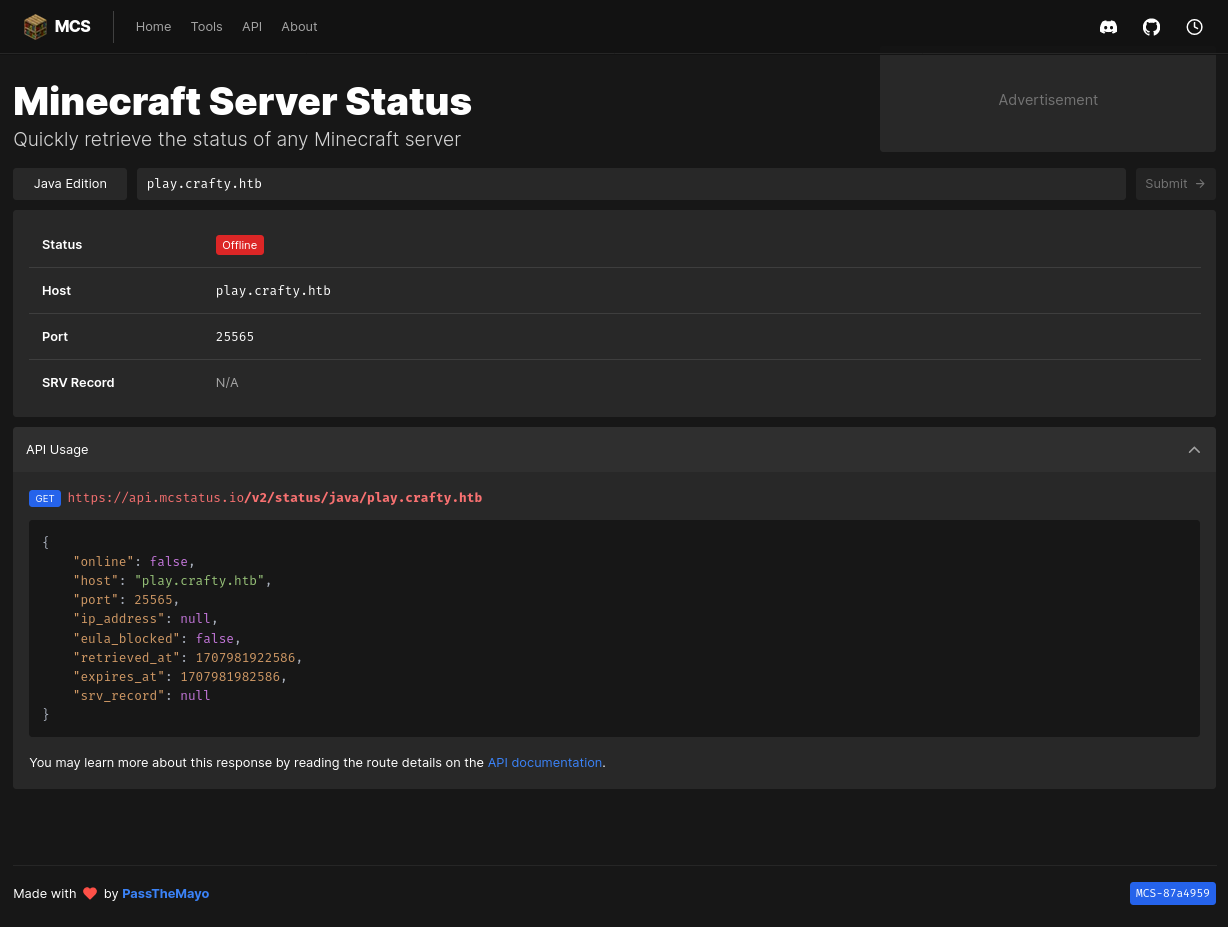 MCS
Home Tools API About
Minecraft Server Status
Quickly retrieve the status of any Minecraft server
Advertisement
Java Edition play.crafty.htb Submit →
Status Offline
Host play.crafty.htb
Port 25565
SRV Record N/A
API Usage
GET https://api.mcstatus.io/v2/status/java/play.crafty.htb
{
"online": false,
"host": "play.crafty.htb",
"port": 25565,
"ip_address": null,
"eula_blocked": false,
"retrieved_at": 1707981922586,
"expires_at": 1707981982586,
"srv_record": null
}
You may learn more about this response by reading the route details on the API documentation.
Made with ❤ by PassTheMayo
MCS-87a4959